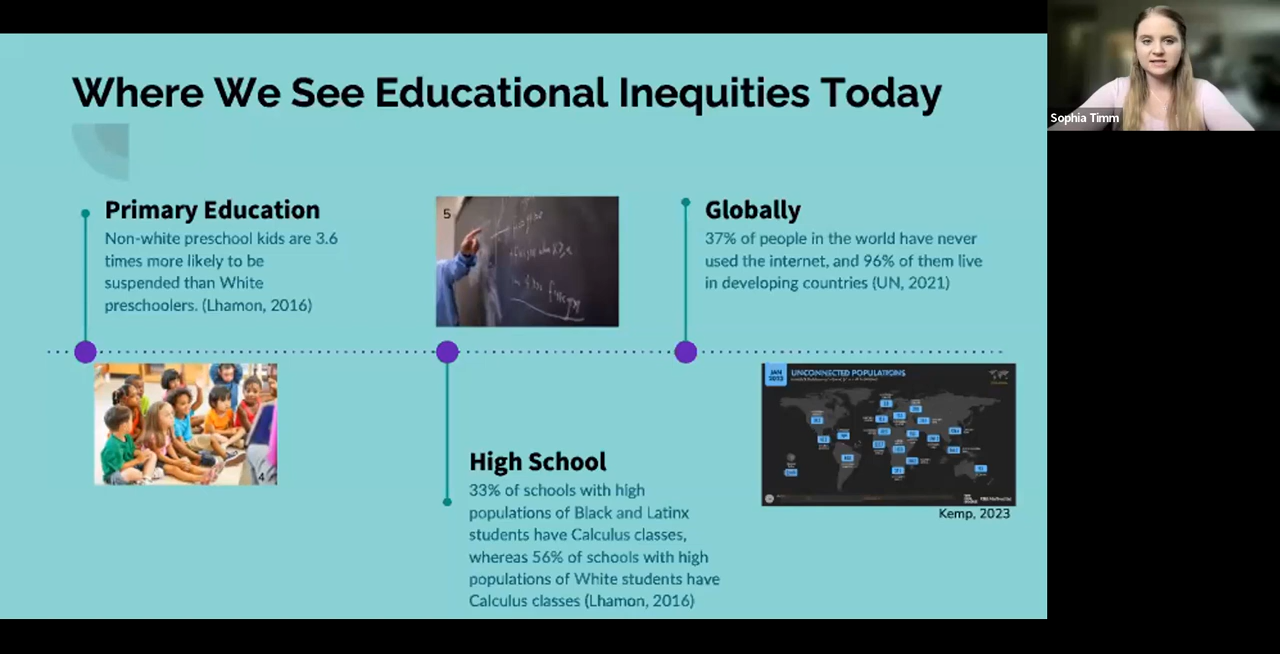 Where We See Educational Inequities Today
Sophia Timm
Primary Education
Non-white preschool kids are 3.6
times more likely to be
suspended than White
preschoolers. (Lhamon, 2016)
4
5
High School
33% of schools with high
populations of Black and Latinx
students have Calculus classes,
whereas 56% of schools with high
populations of White students have
Calculus classes (Lhamon, 2016)
Globally
37% of people in the world have never
used the internet, and 96% of them live
in developing countries (UN, 2021)
JAN
2023
UNCONNECTED POPULATIONS
Kemp, 2023